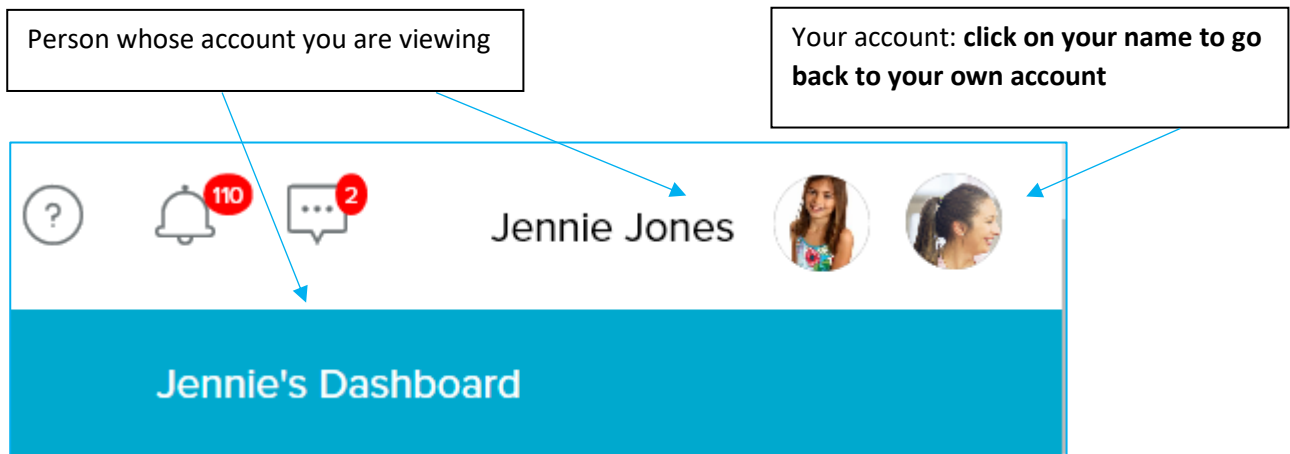 Person whose account you are viewing
Your account: click on your name to go
back to your own account
?
110
2
Jennie Jones
Jennie's Dashboard